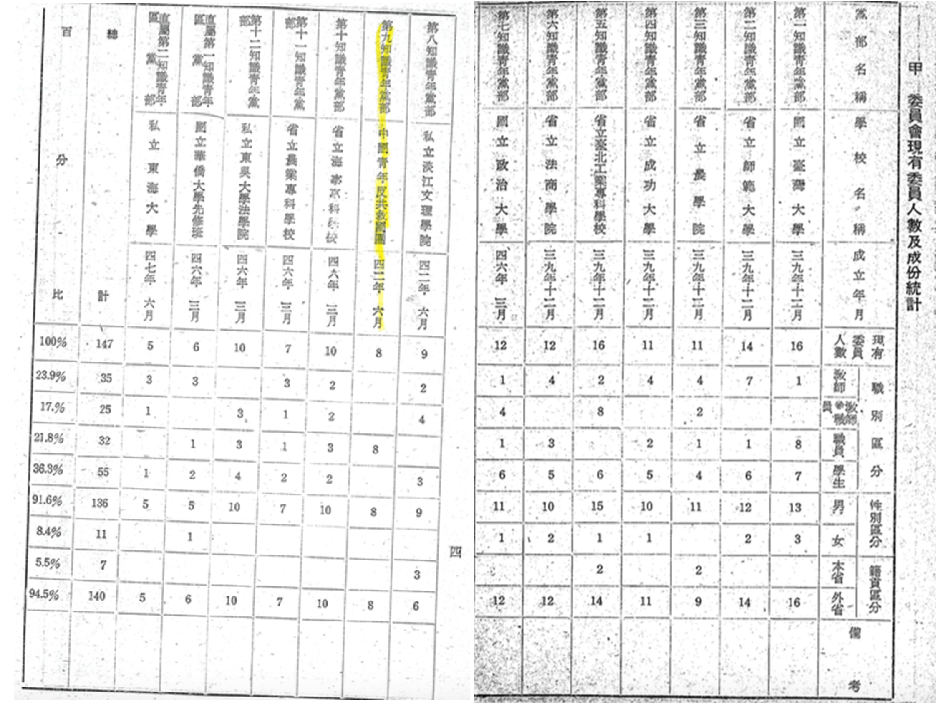 甲 委員會現有委員人數及成份統計
黨部名稱 學校名稱 成立年月 現有委員人數 職別區分 教師 教師兼職員 職員 學生 性別區分 男 女 籍貫區分 本省 外省 備考
第一知識青年黨部 國立臺灣大學 三九年十二月 16 1 8 7 13 3 16
第二知識青年黨部 省立師範大學 三九年十二月 14 7 1 6 12 2 14
第三知識青年黨部 省立農學院 三九年十二月 11 4 2 1 4 11 2 9
第四知識青年黨部 省立成功大學 三九年十二月 11 4 2 5 10 1 11
第五知識青年黨部 省立臺北工業專科學校 三九年十二月 16 2 8 6 15 1 2 14
第六知識青年黨部 省立法商學院 三九年十二月 12 4 3 5 10 2 12
第七知識青年黨部 國立政治大學 四六年三月 12 1 4 1 6 11 1 12
四
第八知識青年黨部 私立淡江文理學院 四二年六月 9 2 4 3 9 3 6
第九知識青年黨部 中國青年反共救國團 四二年六月 8 8 8 8
第十知識青年黨部 省立海事專科學校 四六年三月 10 2 2 3 2 10 10
第十一知識青年黨部 省立農業專科學校 四六年三月 7 3 1 1 2 7 7
第十二知識青年黨部 私立東吳大學法學院 四六年三月 10 3 3 4 10 10
直屬第一知識青年區黨部 國立華僑大學先修班 四六年三月 6 3 1 2 5 1 6
直屬第二知識青年區黨部 私立東海大學 四七年六月 5 3 1 1 5 5
總計 147 35 25 32 55 136 11 7 140
百分比 100% 23.9% 17.% 21.8% 36.3% 91.6% 8.4% 5.5% 94.5%